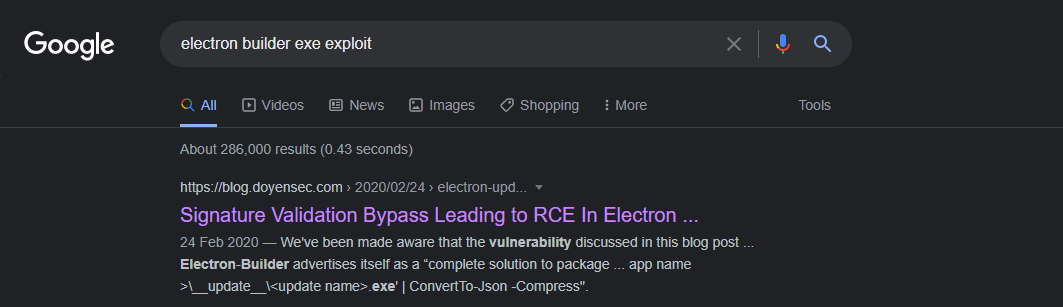 Google
electron builder exe exploit
All Videos News Images Shopping More Tools
About 286,000 results (0.43 seconds)
https://blog.doyensec.com › 2020/02/24 › electron-upd...
Signature Validation Bypass Leading to RCE In Electron ...
24 Feb 2020 — We've been made aware that the vulnerability discussed in this blog post ...
Electron-Builder advertises itself as a “complete solution to package ... app name
>\__update__\<update name>.exe' | ConvertTo-Json -Compress".